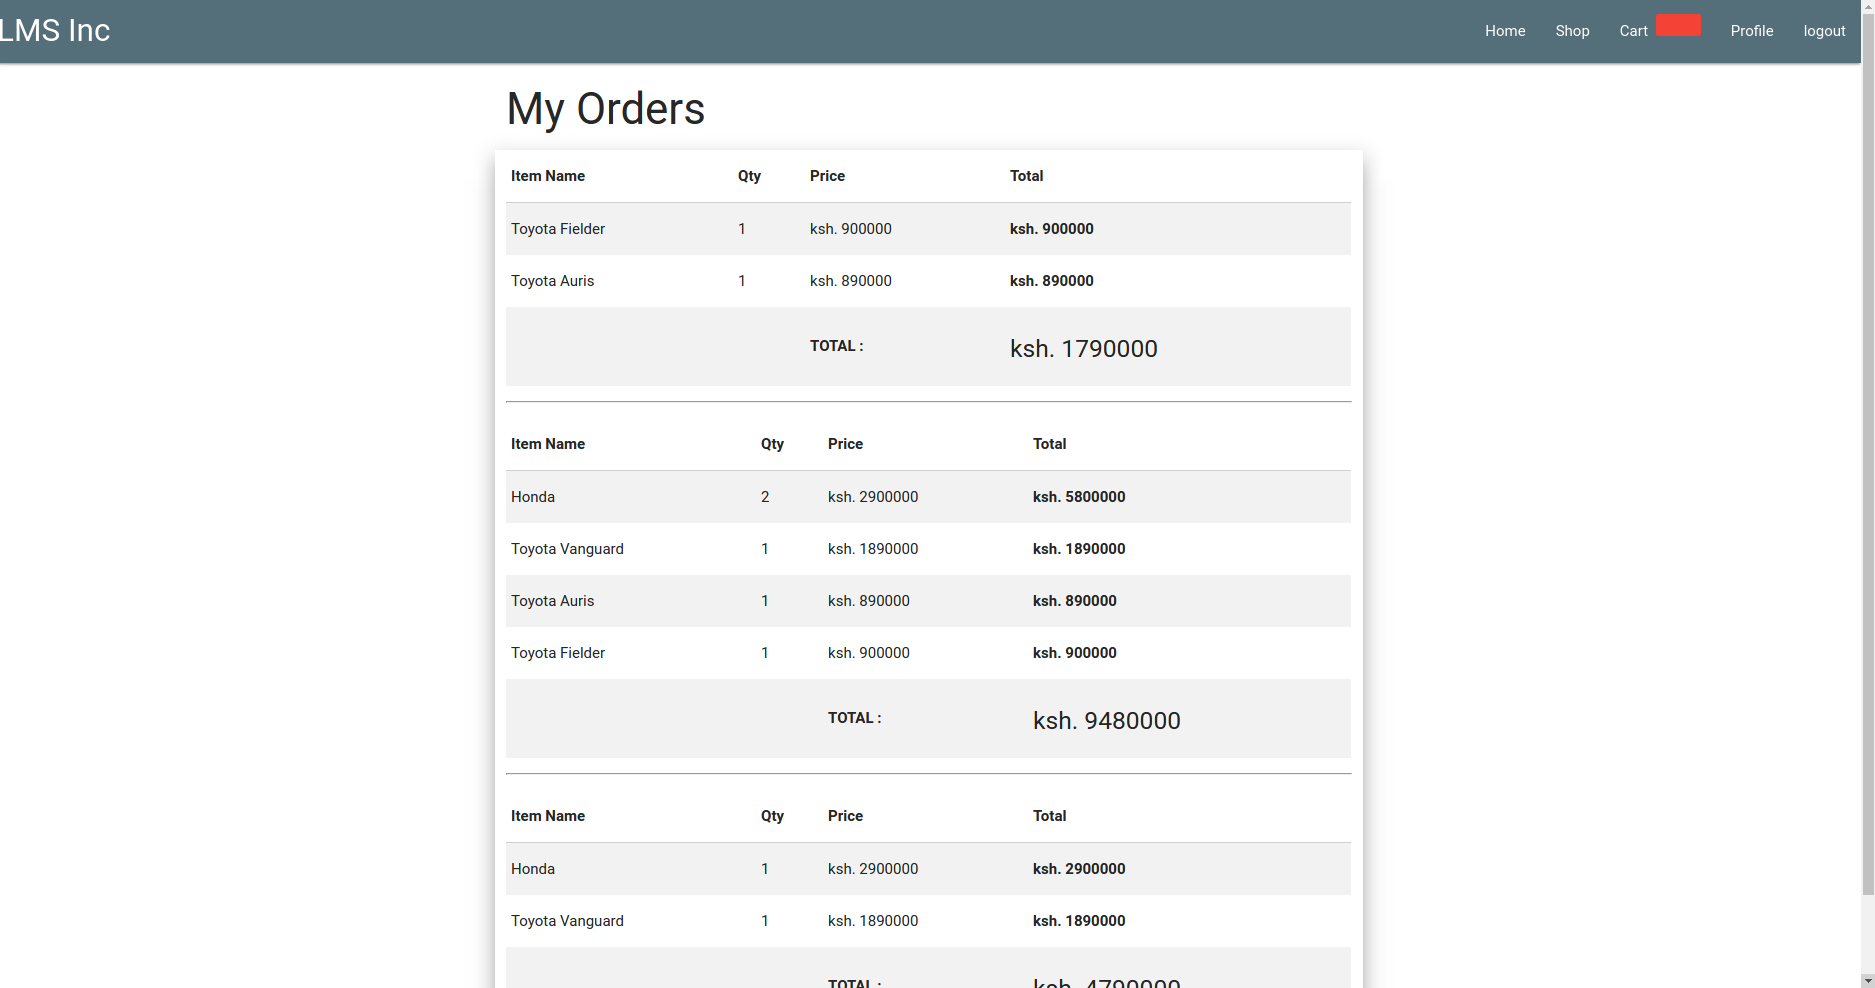 LMS Inc
Home Shop Cart Profile logout
My Orders
Item Name Qty Price Total
Toyota Fielder 1 ksh. 900000 ksh. 900000
Toyota Auris 1 ksh. 890000 ksh. 890000
TOTAL : ksh. 1790000
Item Name Qty Price Total
Honda 2 ksh. 2900000 ksh. 5800000
Toyota Vanguard 1 ksh. 1890000 ksh. 1890000
Toyota Auris 1 ksh. 890000 ksh. 890000
Toyota Fielder 1 ksh. 900000 ksh. 900000
TOTAL : ksh. 9480000
Item Name Qty Price Total
Honda 1 ksh. 2900000 ksh. 2900000
Toyota Vanguard 1 ksh. 1890000 ksh. 1890000
TOTAL : ksh. 4790000